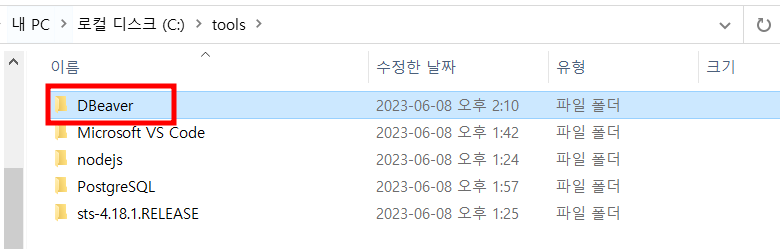 내 PC > 로컬 디스크 (C:) > tools
이름 수정한 날짜 유형 크기
DBeaver 2023-06-08 오후 2:10 파일 폴더
Microsoft VS Code 2023-06-08 오후 1:42 파일 폴더
nodejs 2023-06-08 오후 1:24 파일 폴더
PostgreSQL 2023-06-08 오후 1:57 파일 폴더
sts-4.18.1.RELEASE 2023-06-08 오후 1:25 파일 폴더